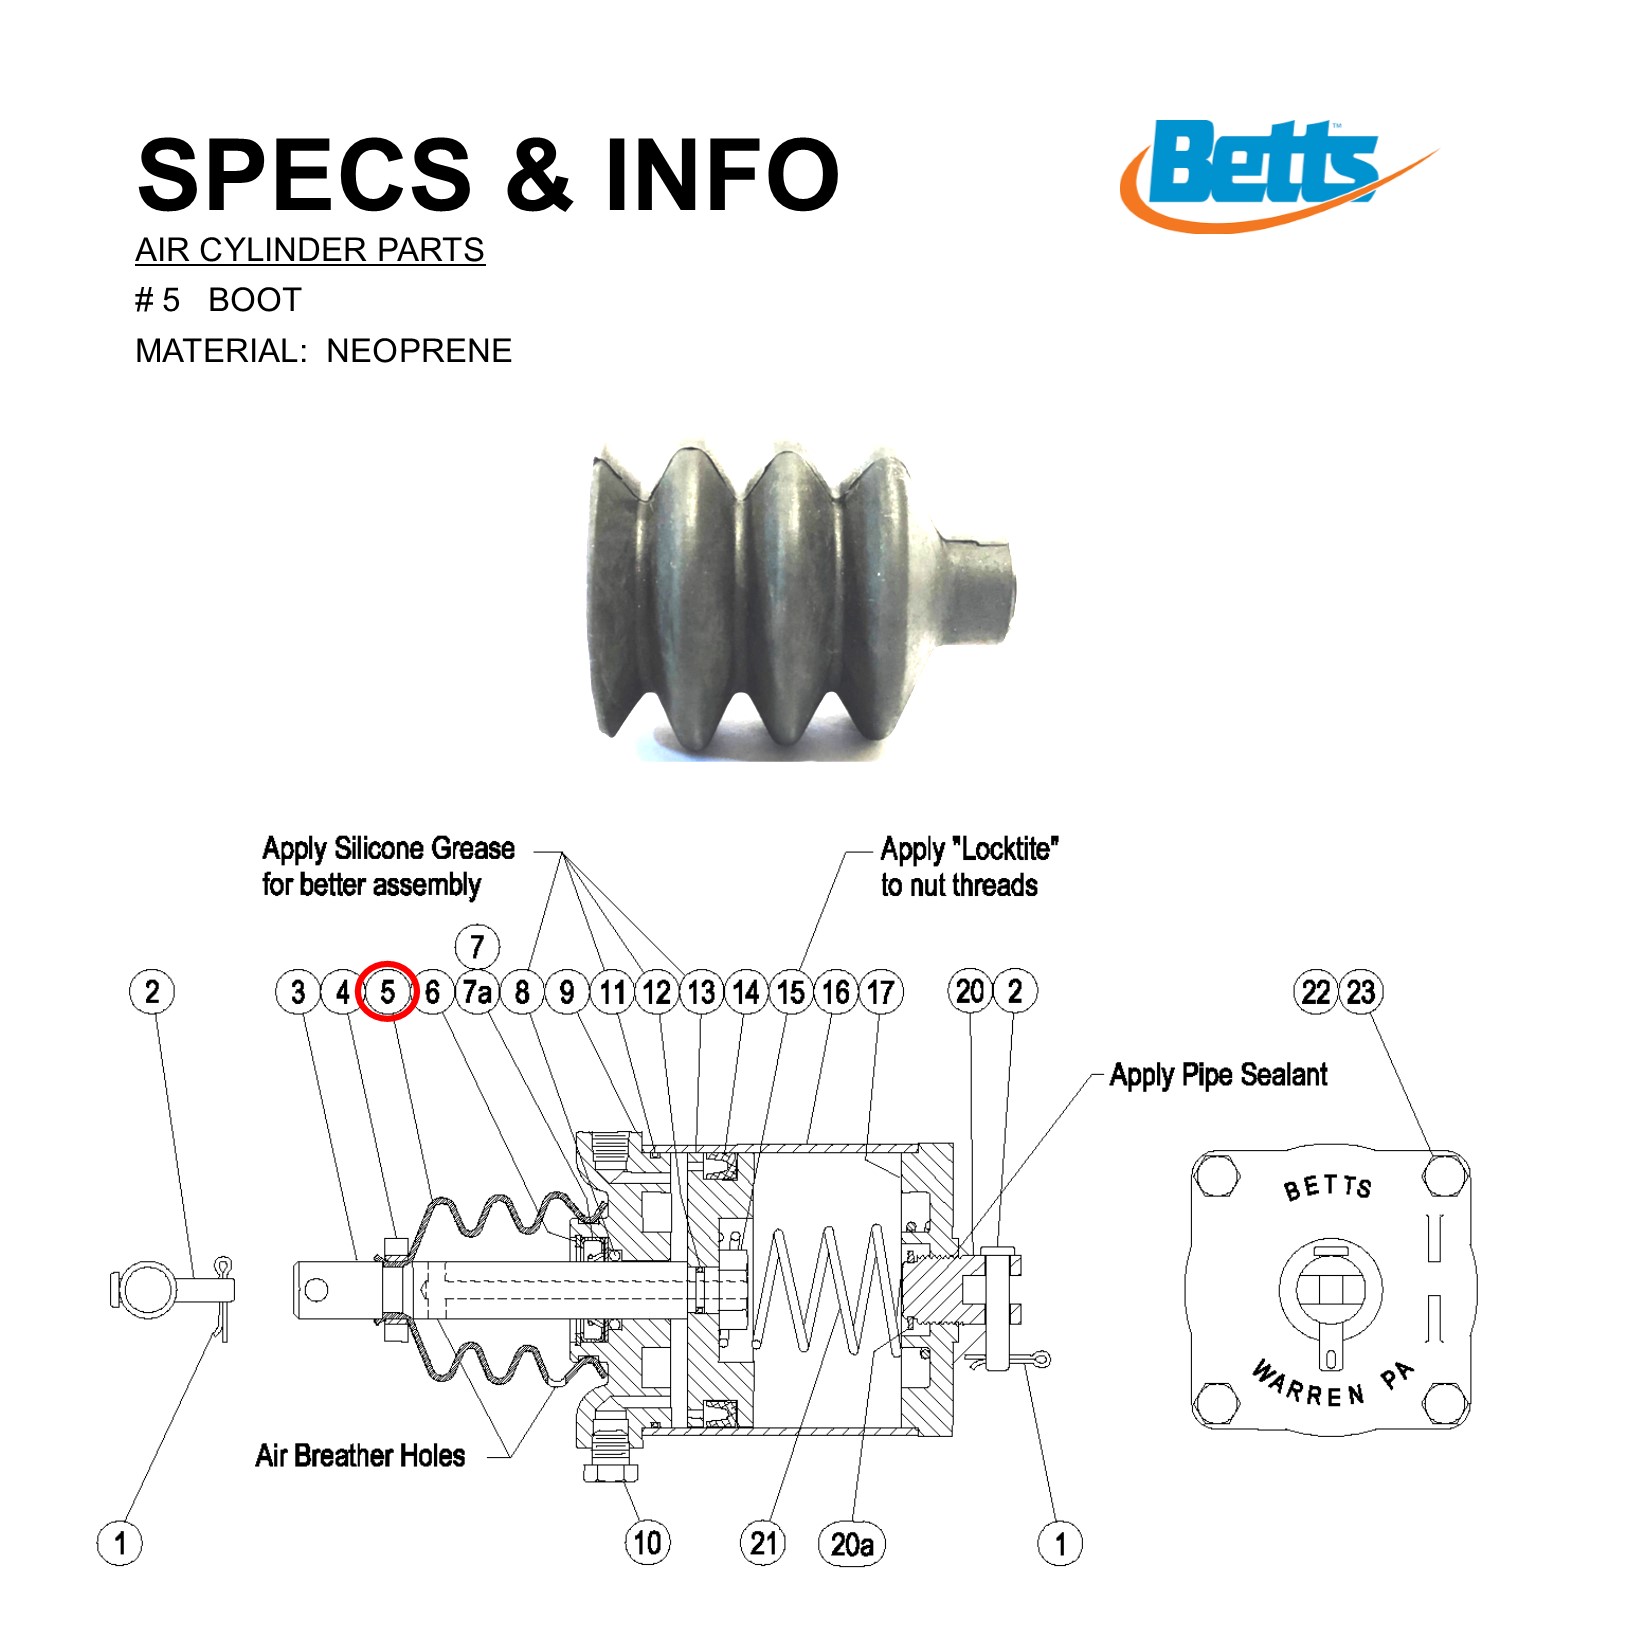 SPECS & INFO
Betts™
AIR CYLINDER PARTS
# 5 BOOT
MATERIAL: NEOPRENE
Apply Silicone Grease
for better assembly
Apply "Locktite"
to nut threads
7
2
3 4 5 6 7a 8 9 11 12 13 14 15 16 17 20 2
22 23
Apply Pipe Sealant
BETTS
WARREN PA
Air Breather Holes
1
10
21
20a
1